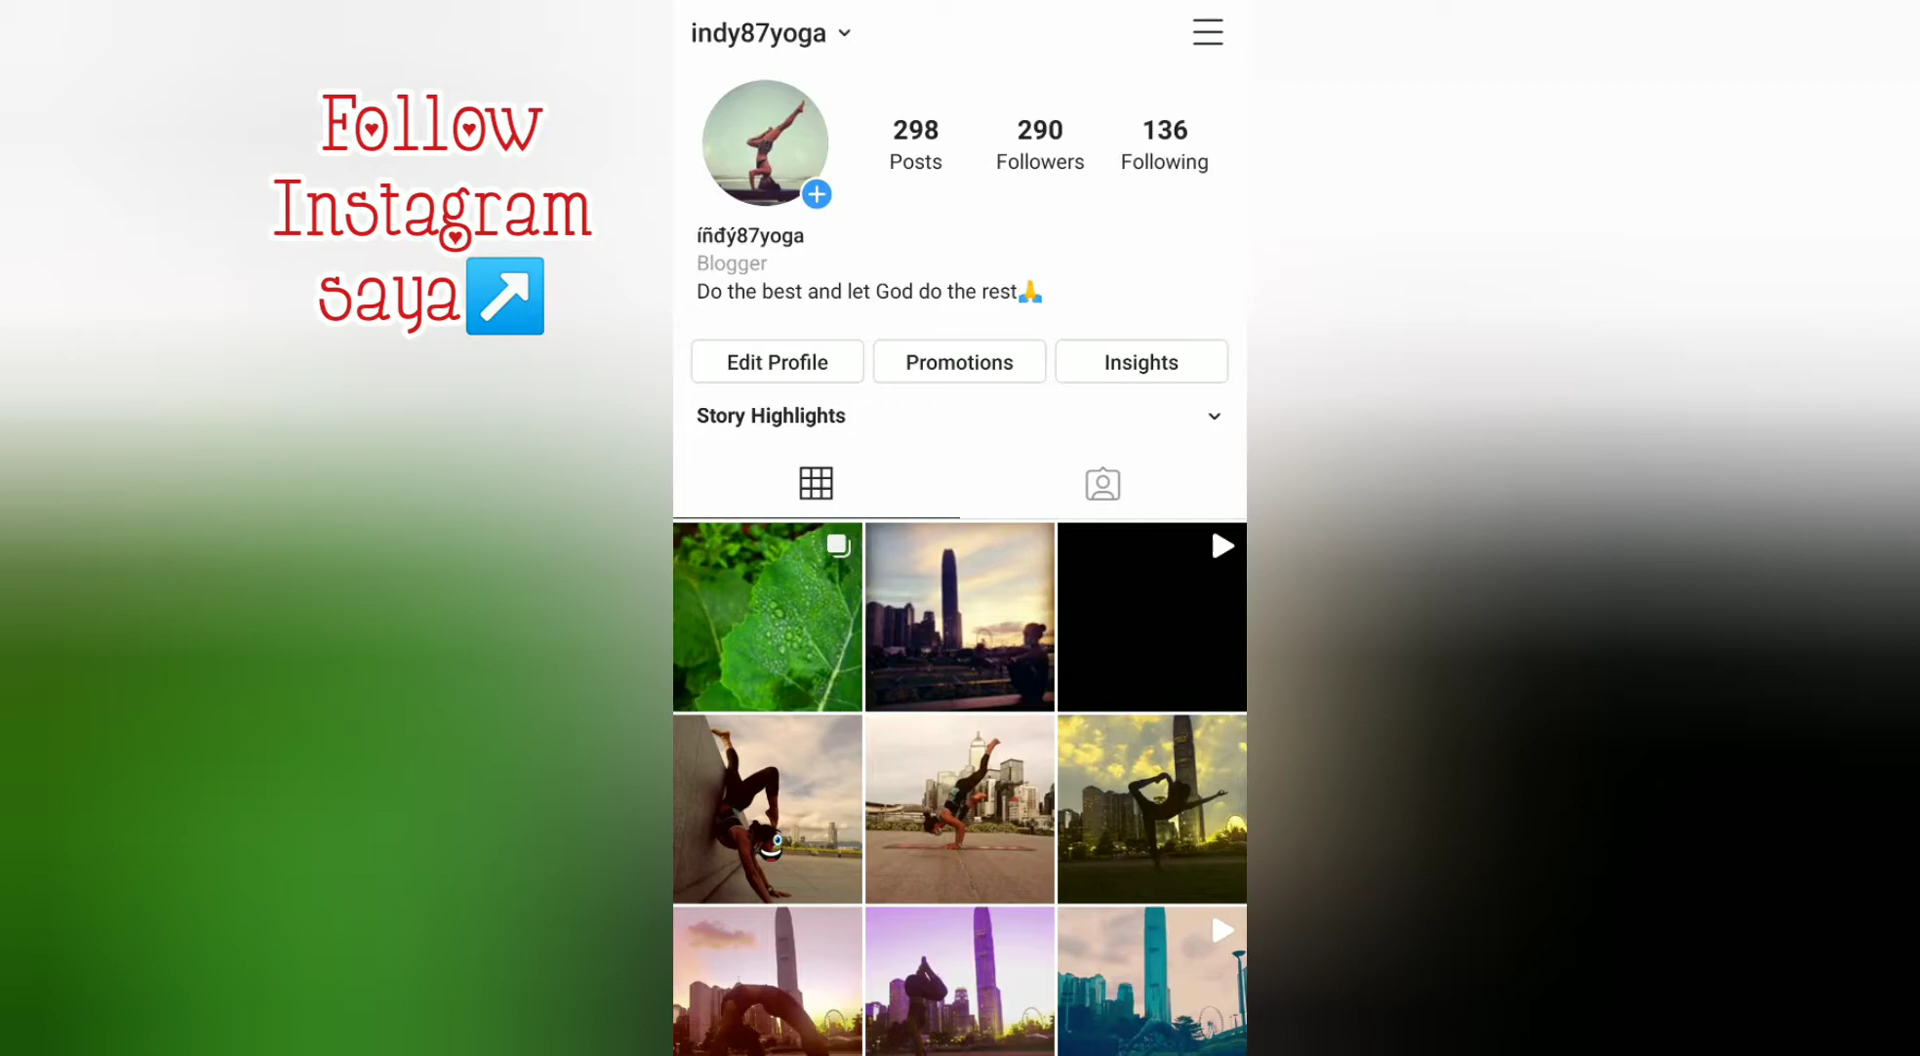 Follow
Instagram
saya↗️
indy87yoga
298 290 136
Posts Followers Following
íñđý87yoga
Blogger
Do the best and let God do the rest🙏
Edit Profile Promotions Insights
Story Highlights